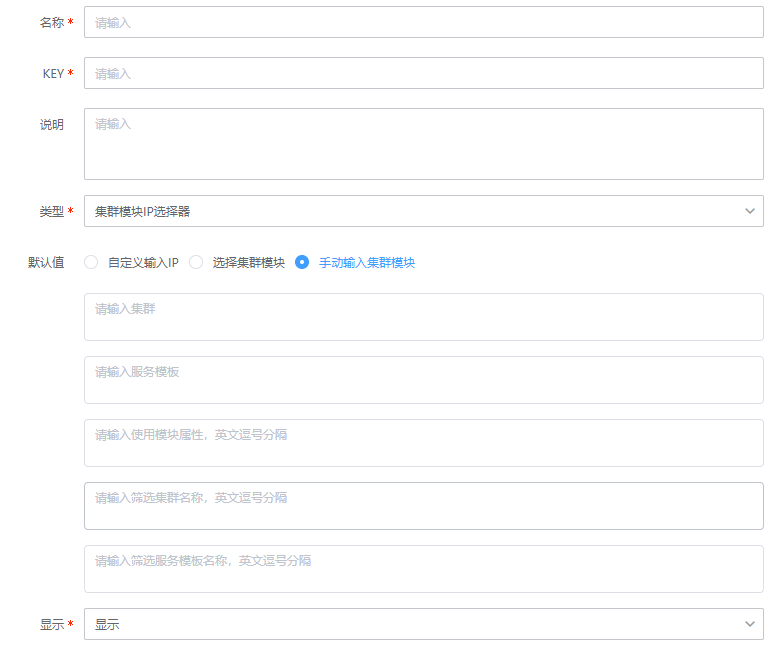 名称 * 请输入
KEY * 请输入
说明 请输入
类型 * 集群模块IP选择器
默认值 自定义输入IP 选择集群模块 手动输入集群模块
请输入集群
请输入服务模板
请输入使用模块属性，英文逗号分隔
请输入筛选集群名称，英文逗号分隔
请输入筛选服务模板名称，英文逗号分隔
显示 * 显示